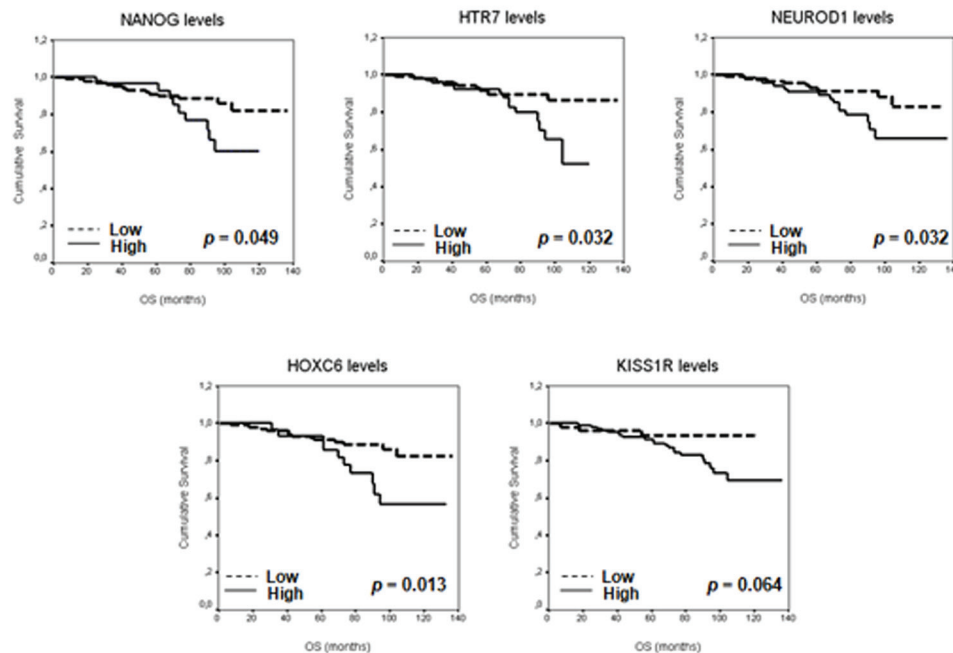 NANOG levels
HTR7 levels
NEUROD1 levels
Cumulative Survival
1,2
1,0
,8
,6
,4
,2
0,0
Low
High
p = 0.049
0 20 40 60 80 100 120 140
OS (months)
Cumulative Survival
1,2
1,0
,8
,6
,4
,2
0,0
Low
High
p = 0.032
0 20 40 60 80 100 120 140
OS (months)
Cumulative Survival
1,2
1,0
,8
,6
,4
,2
0,0
Low
High
p = 0.032
0 20 40 60 80 100 120 140
OS (months)
HOXC6 levels
KISS1R levels
Cumulative Survival
1,2
1,0
,8
,6
,4
,2
0,0
Low
High
p = 0.013
0 20 40 60 80 100 120 140
OS (months)
Cumulative Survival
1,2
1,0
,8
,6
,4
,2
0,0
Low
High
p = 0.064
0 20 40 60 80 100 120 140
OS (months)